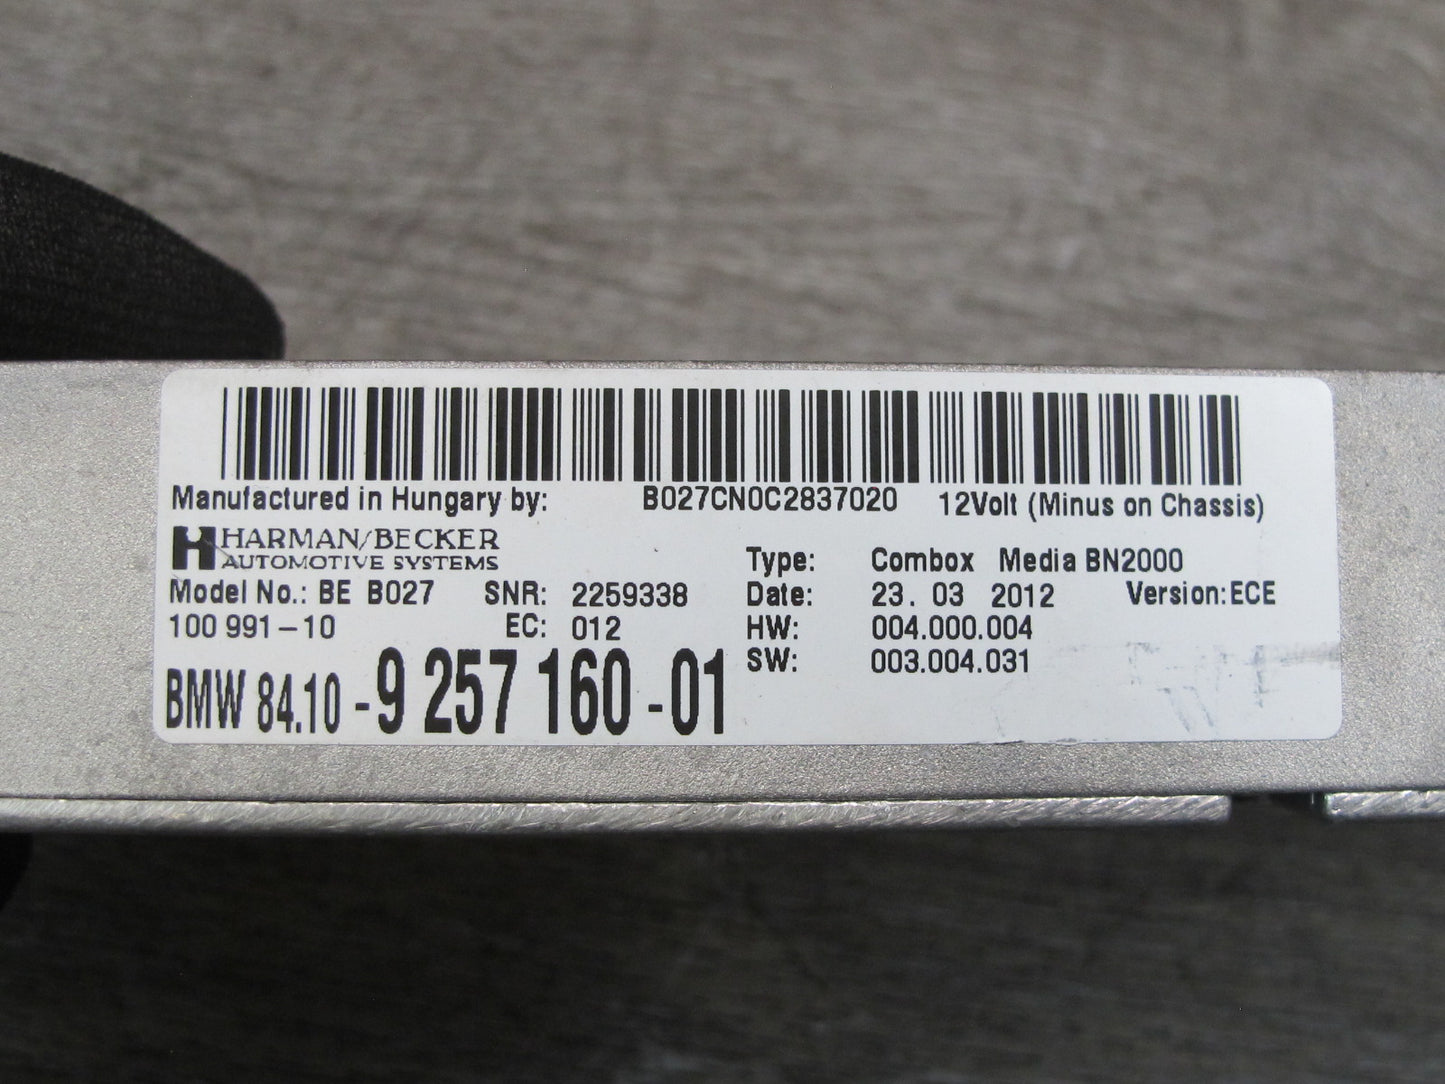 Manufactured in Hungary by: B027CN0C2837020 12Volt (Minus on Chassis)
HARMAN/BECKER
AUTOMOTIVE SYSTEMS
Type: Combox Media BN2000
Model No.: BE B027 SNR: 2259338 Date: 23. 03 2012 Version:ECE
100 991-10 EC: 012 HW: 004.000.004
SW: 003.004.031
BMW 84.10-9 257 160-01